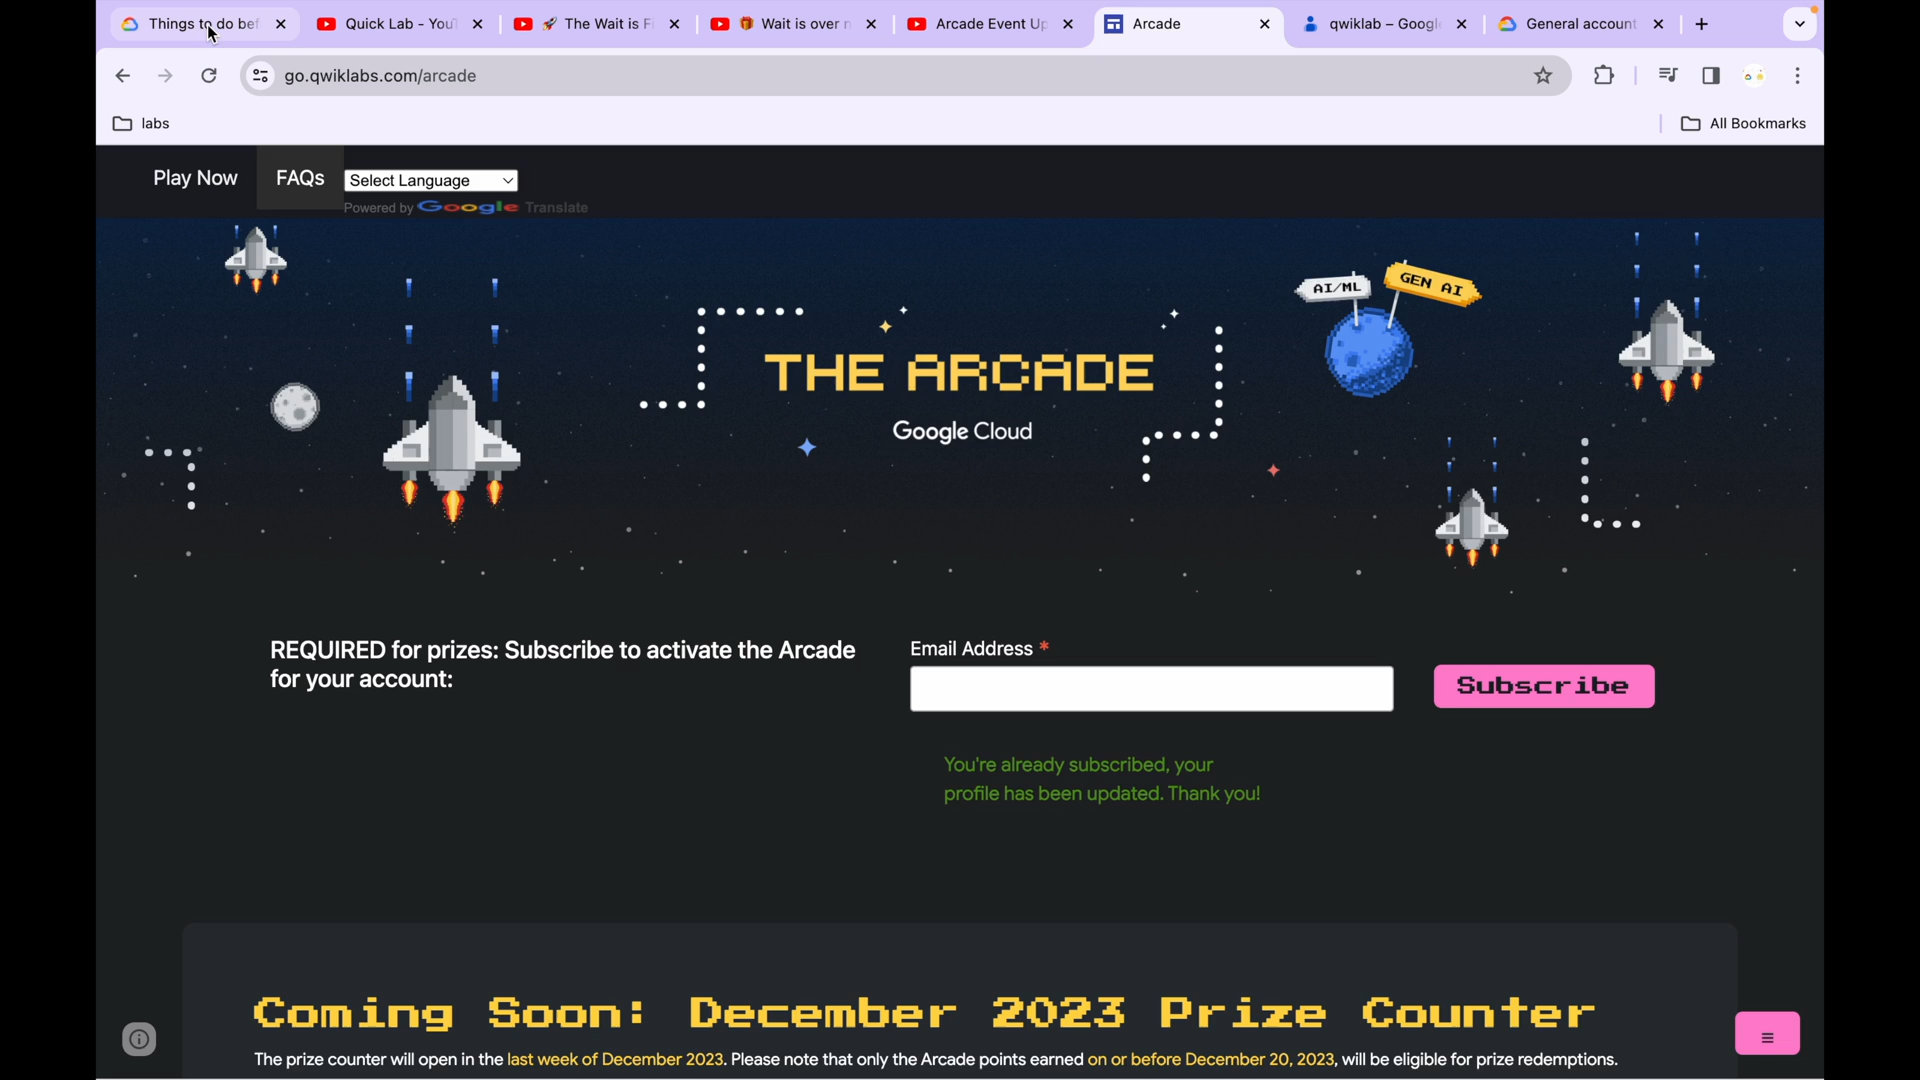 Things to do bef
Quick Lab - YouT
🚀 The Wait is Fi
🎁 Wait is over n
Arcade Event Up
Arcade
qwiklab – Google
General account
go.qwiklabs.com/arcade
labs
All Bookmarks
Play Now
FAQs
Select Language
Powered by Google Translate
AI/ML
GEN AI
THE ARCADE
Google Cloud
REQUIRED for prizes: Subscribe to activate the Arcade
for your account:
Email Address *
Subscribe
You're already subscribed, your
profile has been updated. Thank you!
Coming Soon: December 2023 Prize Counter
The prize counter will open in the last week of December 2023. Please note that only the Arcade points earned on or before December 20, 2023, will be eligible for prize redemptions.